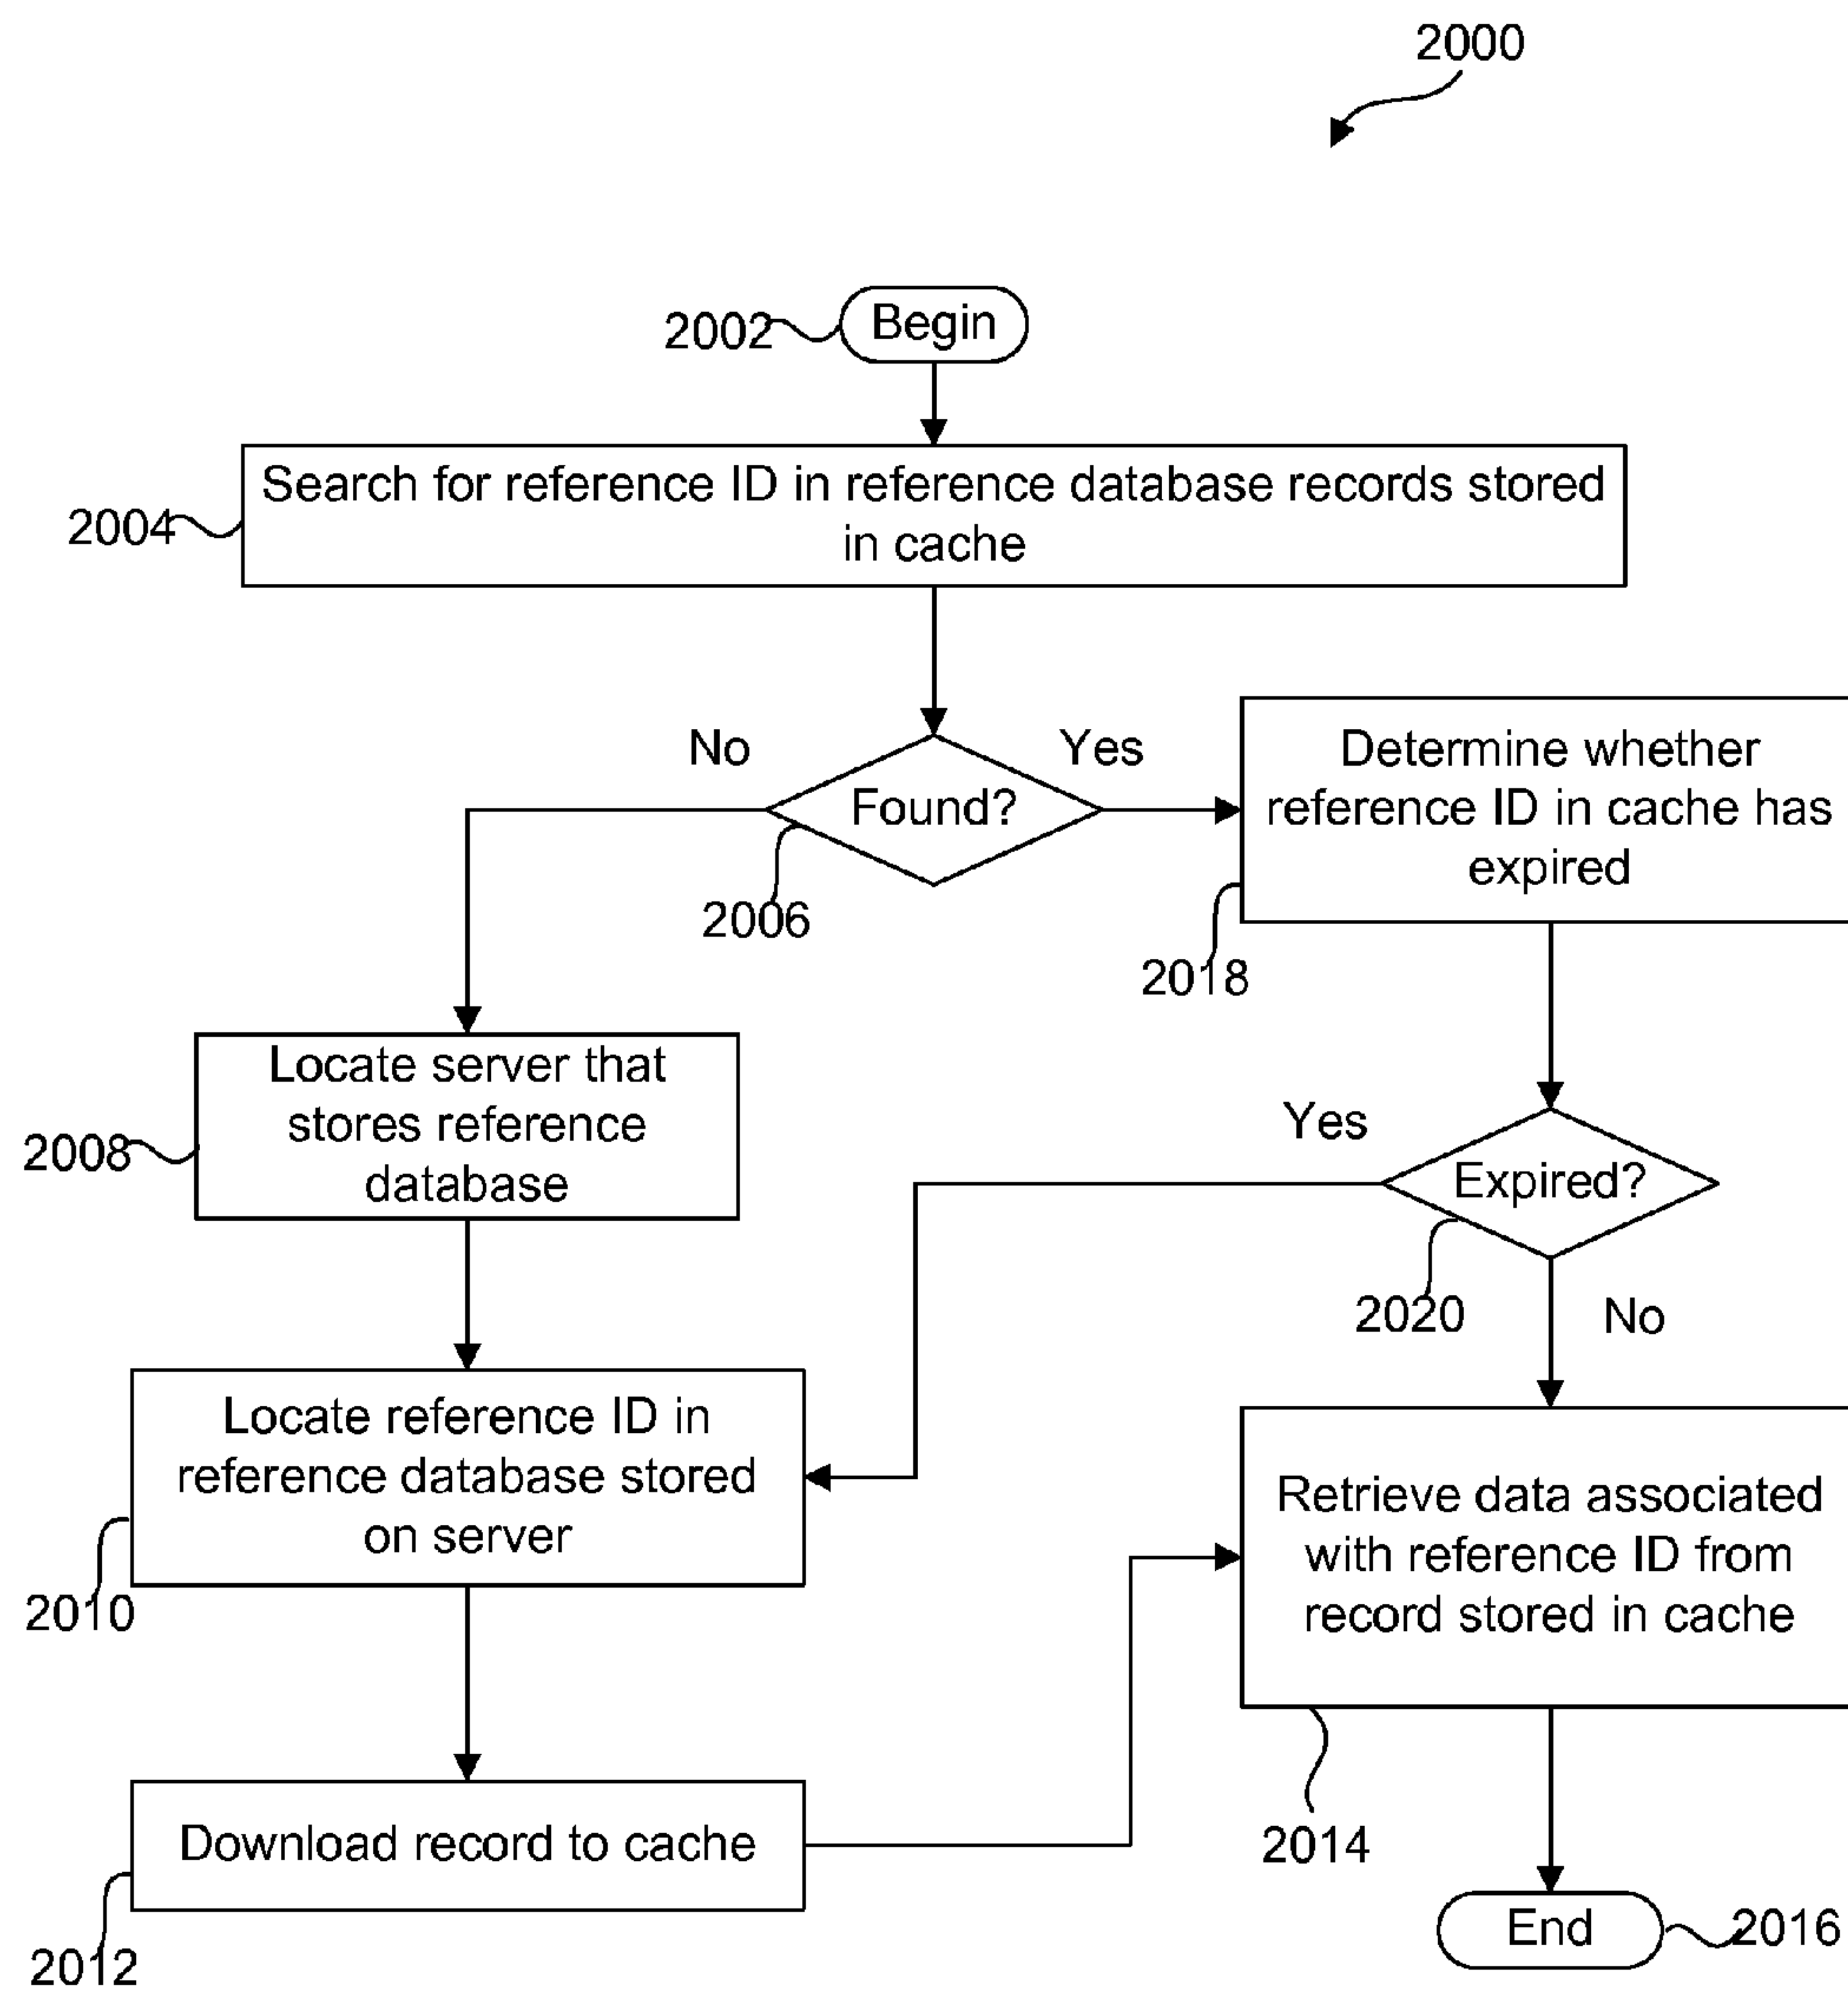 2000
2002
Begin
2004
Search for reference ID in reference database records stored
in cache
No
Yes
Found?
2006
Determine whether
reference ID in cache has
expired
2018
2008
Locate server that
stores reference
database
Yes
Expired?
2020
No
Locate reference ID in
reference database stored
on server
2010
Retrieve data associated
with reference ID from
record stored in cache
2014
Download record to cache
2012
End
2016